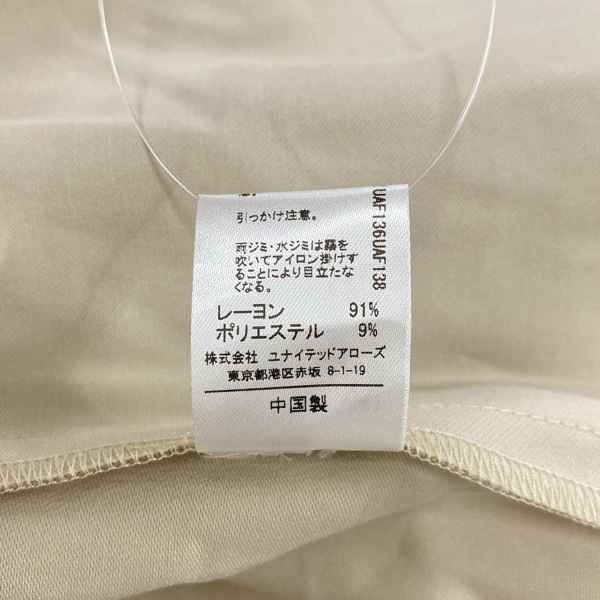 引っかけ注意。
雨ジミ・水ジミは霧を
吹いてアイロン掛けす
ることにより目立たな
くなる。
レーヨン 91%
ポリエステル 9%
株式会社 ユナイテッドアローズ
東京都港区赤坂 8-1-19
中国製
UAF136UAF138